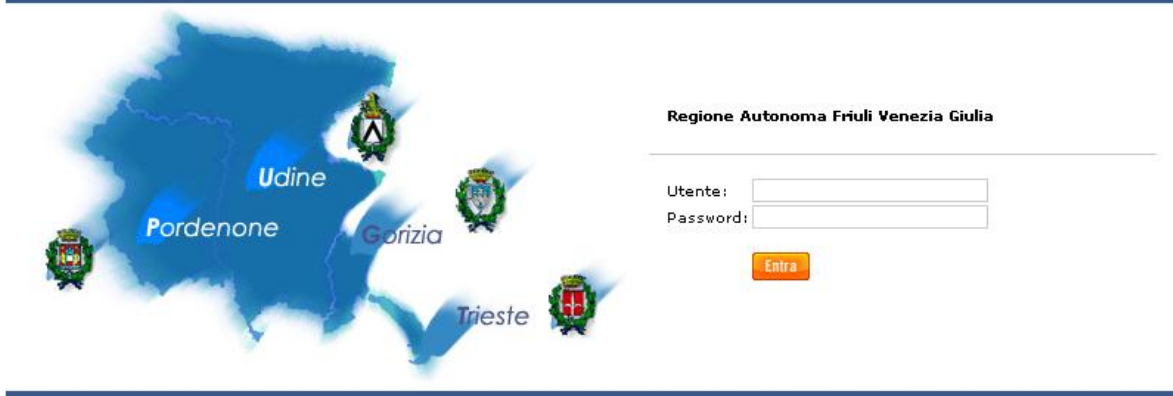 Regione Autonoma Friuli Venezia Giulia
Udine
Pordenone
Gorizia
Trieste
Utente:
Password:
Entra